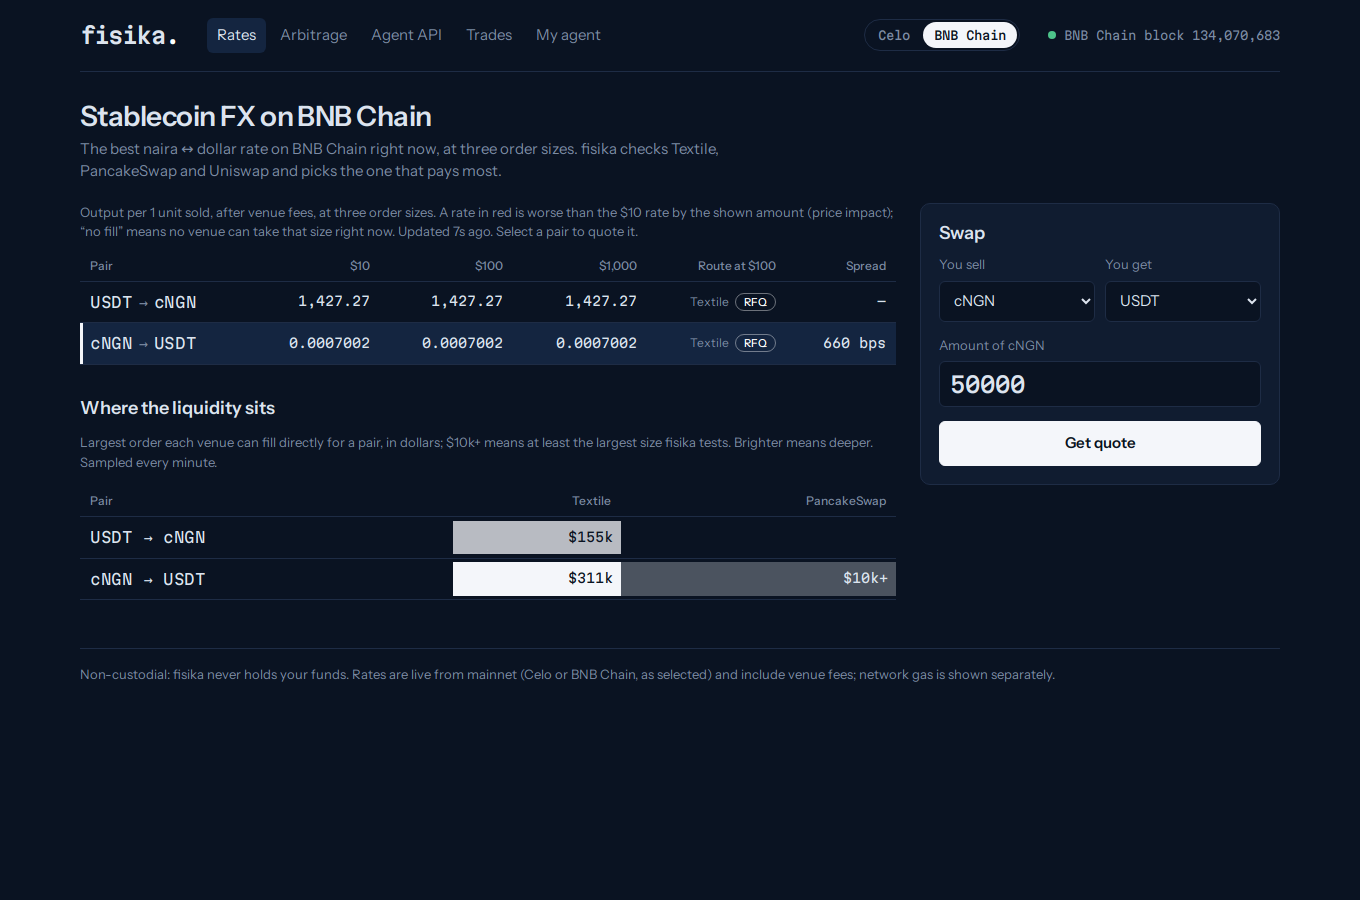 fisika.
Rates
Arbitrage
Agent API
Trades
My agent
Celo
BNB Chain
BNB Chain block 134,070,683
Stablecoin FX on BNB Chain
The best naira ↔ dollar rate on BNB Chain right now, at three order sizes. fisika checks Textile,
PancakeSwap and Uniswap and picks the one that pays most.
Output per 1 unit sold, after venue fees, at three order sizes. A rate in red is worse than the $10 rate by the shown amount (price impact);
“no fill” means no venue can take that size right now. Updated 7s ago. Select a pair to quote it.
Pair $10 $100 $1,000 Route at $100 Spread
USDT → cNGN 1,427.27 1,427.27 1,427.27 Textile RFQ –
cNGN → USDT 0.0007002 0.0007002 0.0007002 Textile RFQ 660 bps
Where the liquidity sits
Largest order each venue can fill directly for a pair, in dollars; $10k+ means at least the largest size fisika tests. Brighter means deeper.
Sampled every minute.
Pair Textile PancakeSwap
USDT → cNGN $155k
cNGN → USDT $311k $10k+
Swap
You sell You get
cNGN USDT
Amount of cNGN
50000
Get quote
Non-custodial: fisika never holds your funds. Rates are live from mainnet (Celo or BNB Chain, as selected) and include venue fees; network gas is shown separately.